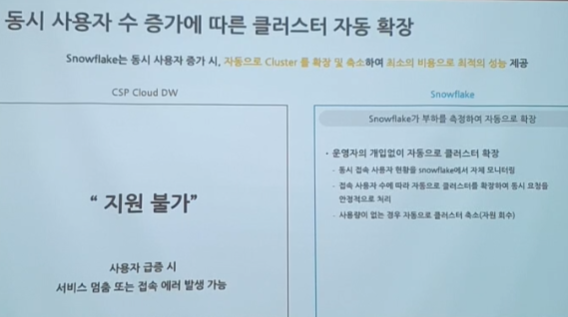 동시 사용자 수 증가에 따른 클러스터 자동 확장
Snowflake는 동시 사용자 증가 시, 자동으로 Cluster 를 확장 및 축소하여 최소의 비용으로 최적의 성능 제공
CSP Cloud DW
“ 지원 불가”
사용자 급증 시
서비스 멈춤 또는 접속 에러 발생 가능
Snowflake
Snowflake가 부하를 측정하여 자동으로 확장
• 운영자의 개입없이 자동으로 클러스터 확장
- 동시 접속 사용자 현황을 snowflake에서 자체 모니터링
- 접속 사용자 수에 따라 자동으로 클러스터를 확장하여 동시 요청을
안정적으로 처리
- 사용량이 없는 경우 자동으로 클러스터 축소(자원 회수)